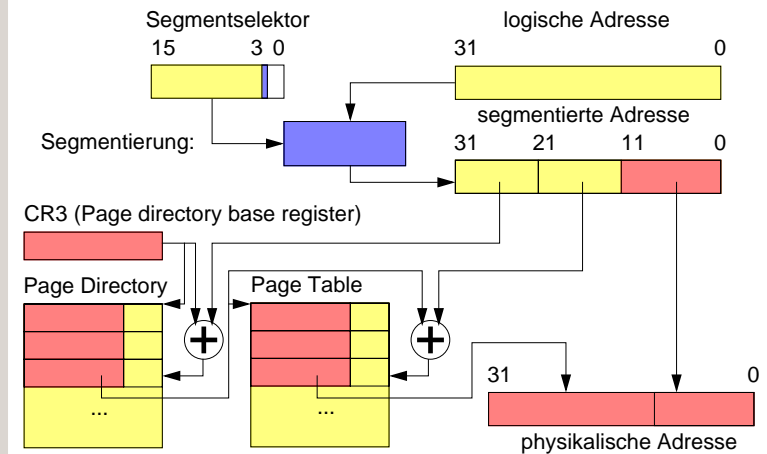 Segmentselektor
logische Adresse
15 3 0
31 0
segmentierte Adresse
Segmentierung:
31 21 11 0
CR3 (Page directory base register)
Page Directory
Page Table
+
+
31 0
...
...
physikalische Adresse